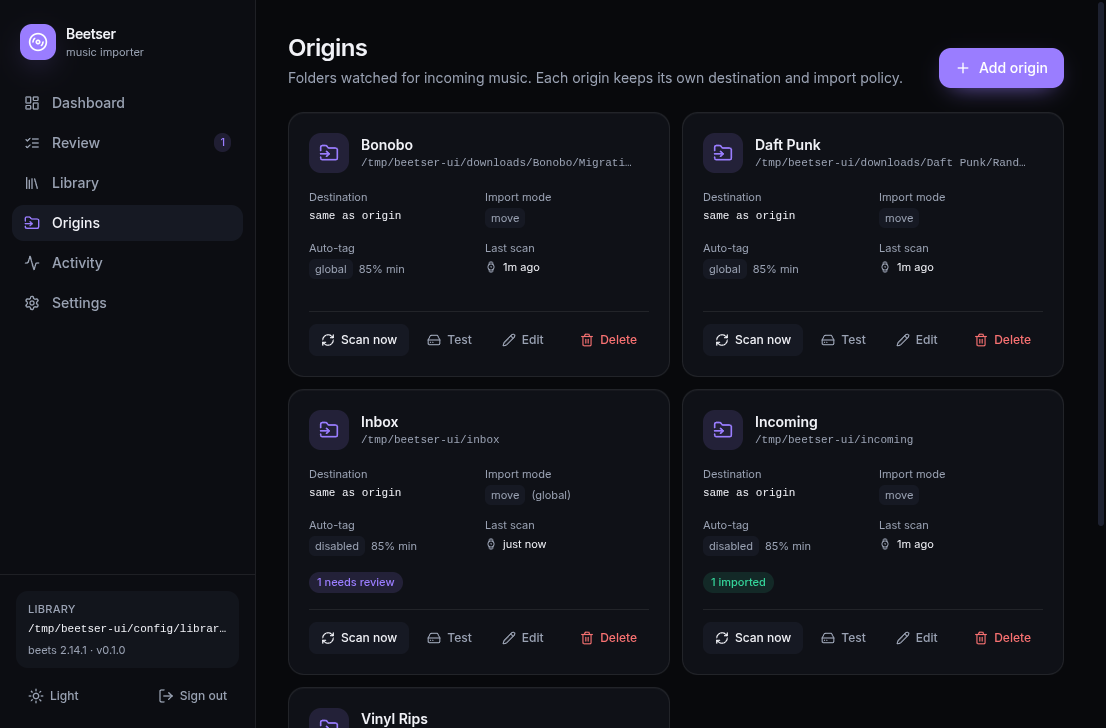 Beetser
music importer
Dashboard
Review
1
Library
Origins
Activity
Settings
LIBRARY
/tmp/beetser-ui/config/librar…
beets 2.14.1 · v0.1.0
Light
Sign out
Origins
Folders watched for incoming music. Each origin keeps its own destination and import policy.
Add origin
Bonobo
/tmp/beetser-ui/downloads/Bonobo/Migrati…
Destination
Import mode
same as origin
move
Auto-tag
Last scan
global 85% min
1m ago
Scan now
Test
Edit
Delete
Daft Punk
/tmp/beetser-ui/downloads/Daft Punk/Rand…
Destination
Import mode
same as origin
move
Auto-tag
Last scan
global 85% min
1m ago
Scan now
Test
Edit
Delete
Inbox
/tmp/beetser-ui/inbox
Destination
Import mode
same as origin
move (global)
Auto-tag
Last scan
disabled 85% min
just now
1 needs review
Scan now
Test
Edit
Delete
Incoming
/tmp/beetser-ui/incoming
Destination
Import mode
same as origin
move
Auto-tag
Last scan
disabled 85% min
1m ago
1 imported
Scan now
Test
Edit
Delete
Vinyl Rips